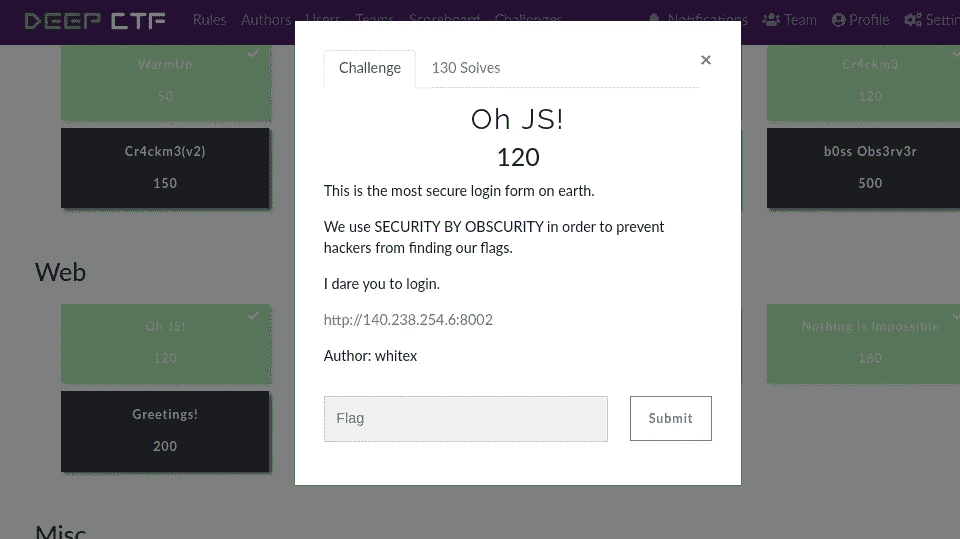 DEEP CTF Rules Authors Users Teams Scoreboard Challenges Notifications Team Profile
Challenge 130 Solves ×
WarmUp Cr4ckm3
50 120
Oh JS!
120
Cr4ckm3(v2) b0ss Obs3rv3r
150 500
This is the most secure login form on earth.
We use SECURITY BY OBSCURITY in order to prevent
hackers from finding our flags.
I dare you to login.
http://140.238.254.6:8002
Author: whitex
Web
Oh JS! Nothing is Impossible
120 160
Flag Submit
Greetings!
200
Misc